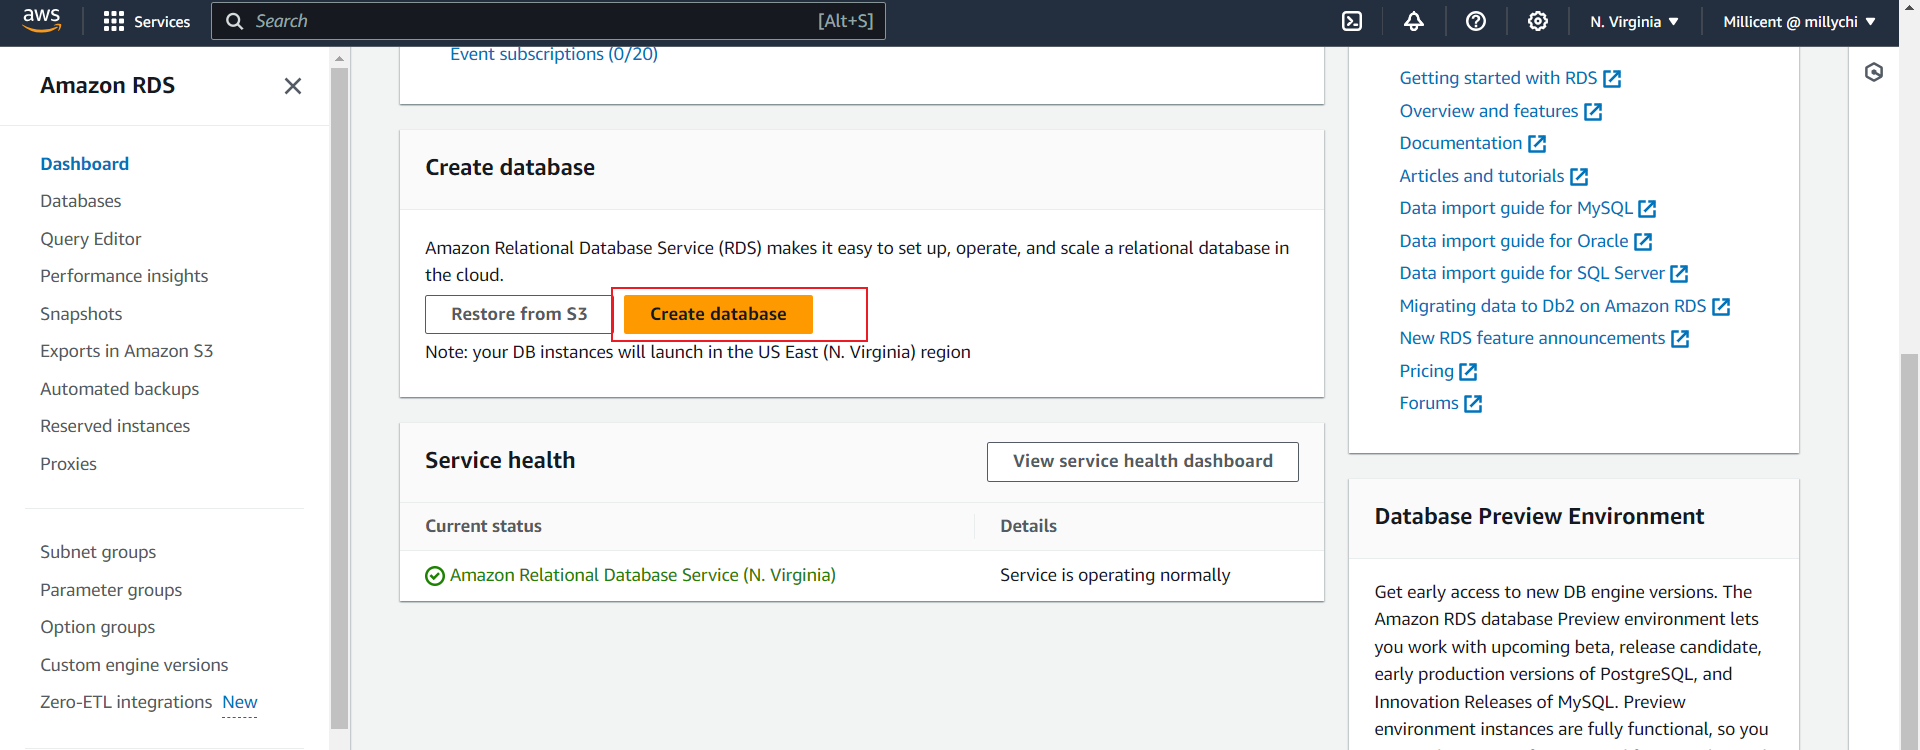 aws
Services
Search
[Alt+S]
N. Virginia
Millicent @ millychi
Amazon RDS
Dashboard
Databases
Query Editor
Performance insights
Snapshots
Exports in Amazon S3
Automated backups
Reserved instances
Proxies
Subnet groups
Parameter groups
Option groups
Custom engine versions
Zero-ETL integrations New
Event subscriptions (0/20)
Create database
Amazon Relational Database Service (RDS) makes it easy to set up, operate, and scale a relational database in
the cloud.
Restore from S3
Create database
Note: your DB instances will launch in the US East (N. Virginia) region
Service health
View service health dashboard
Current status
Details
Amazon Relational Database Service (N. Virginia)
Service is operating normally
Getting started with RDS
Overview and features
Documentation
Articles and tutorials
Data import guide for MySQL
Data import guide for Oracle
Data import guide for SQL Server
Migrating data to Db2 on Amazon RDS
New RDS feature announcements
Pricing
Forums
Database Preview Environment
Get early access to new DB engine versions. The
Amazon RDS database Preview environment lets
you work with upcoming beta, release candidate,
early production versions of PostgreSQL, and
Innovation Releases of MySQL. Preview
environment instances are fully functional, so you